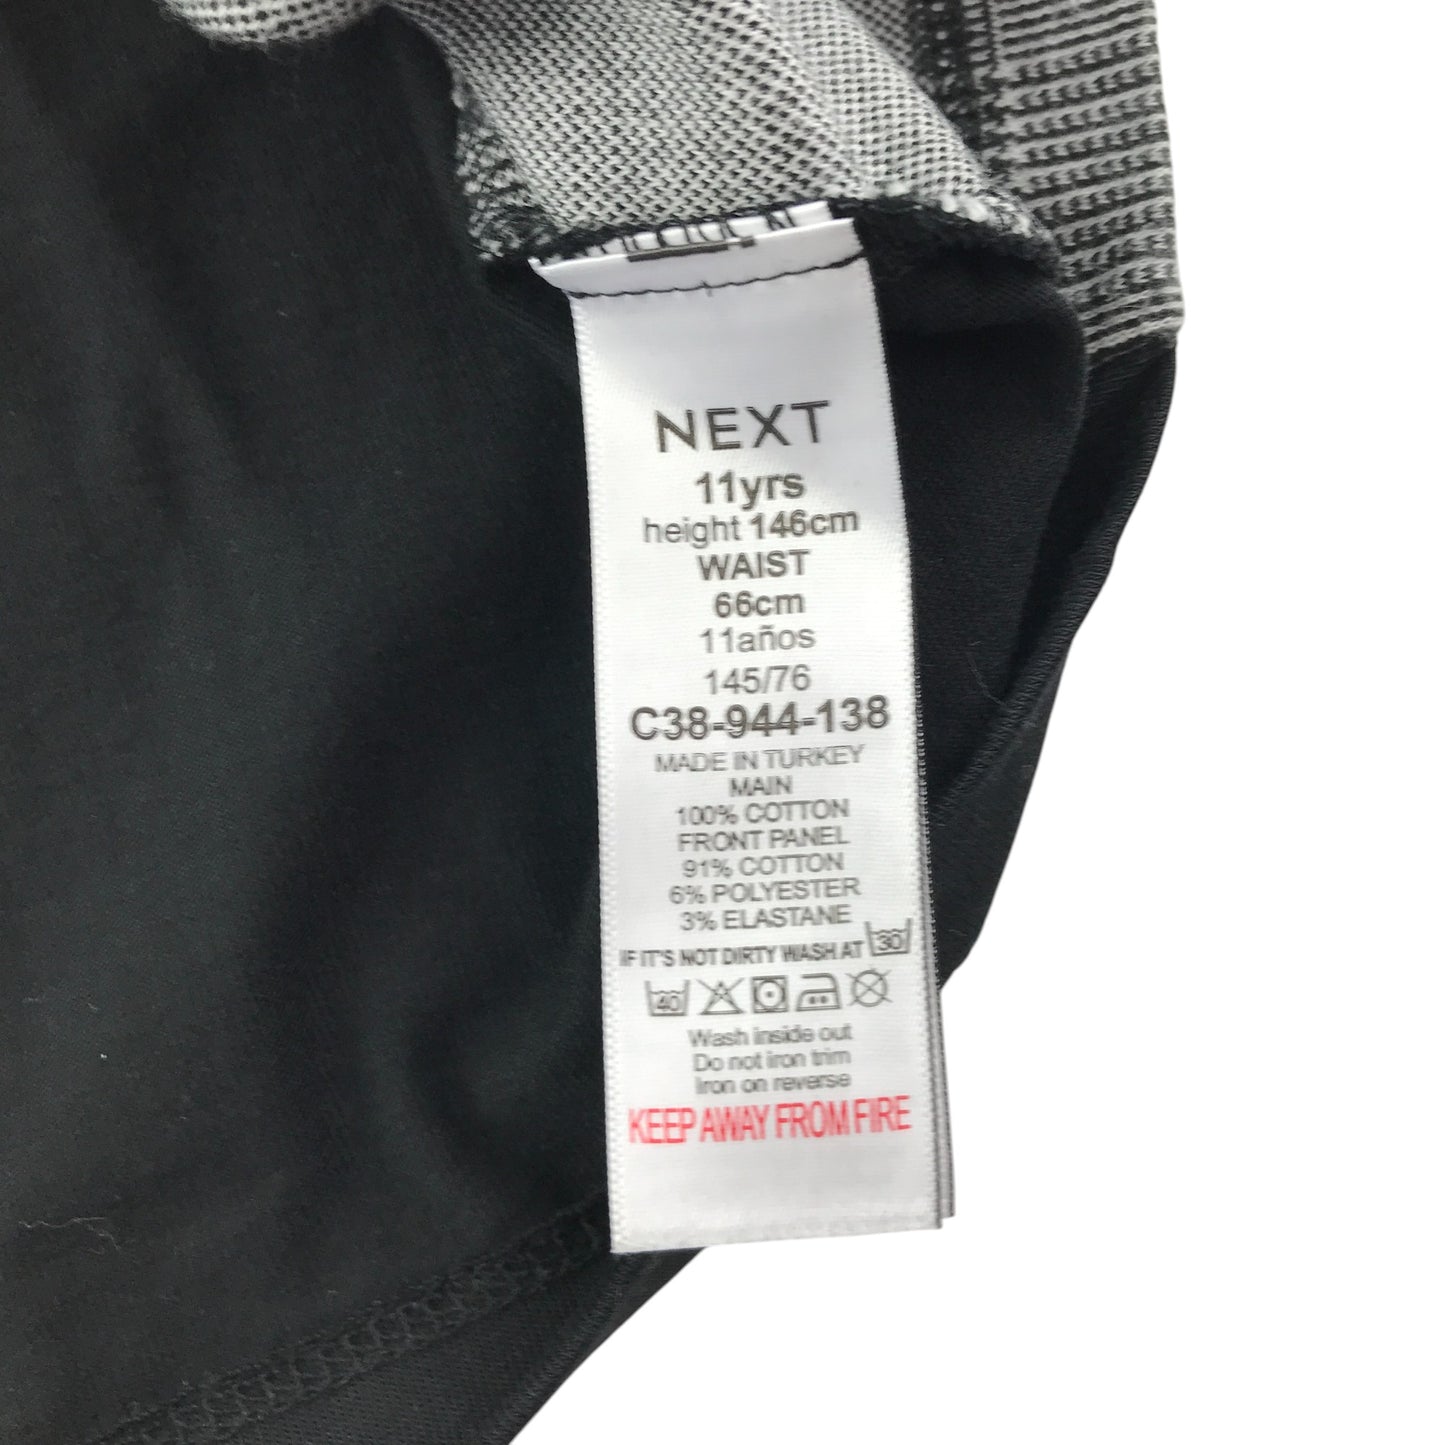 NEXT
11yrs
height 146cm
WAIST
66cm
11años
145/76
C38-944-138
MADE IN TURKEY
MAIN
100% COTTON
FRONT PANEL
91% COTTON
6% POLYESTER
3% ELASTANE
IF IT'S NOT DIRTY WASH AT 30
40
Wash inside out
Do not iron trim
Iron on reverse
KEEP AWAY FROM FIRE